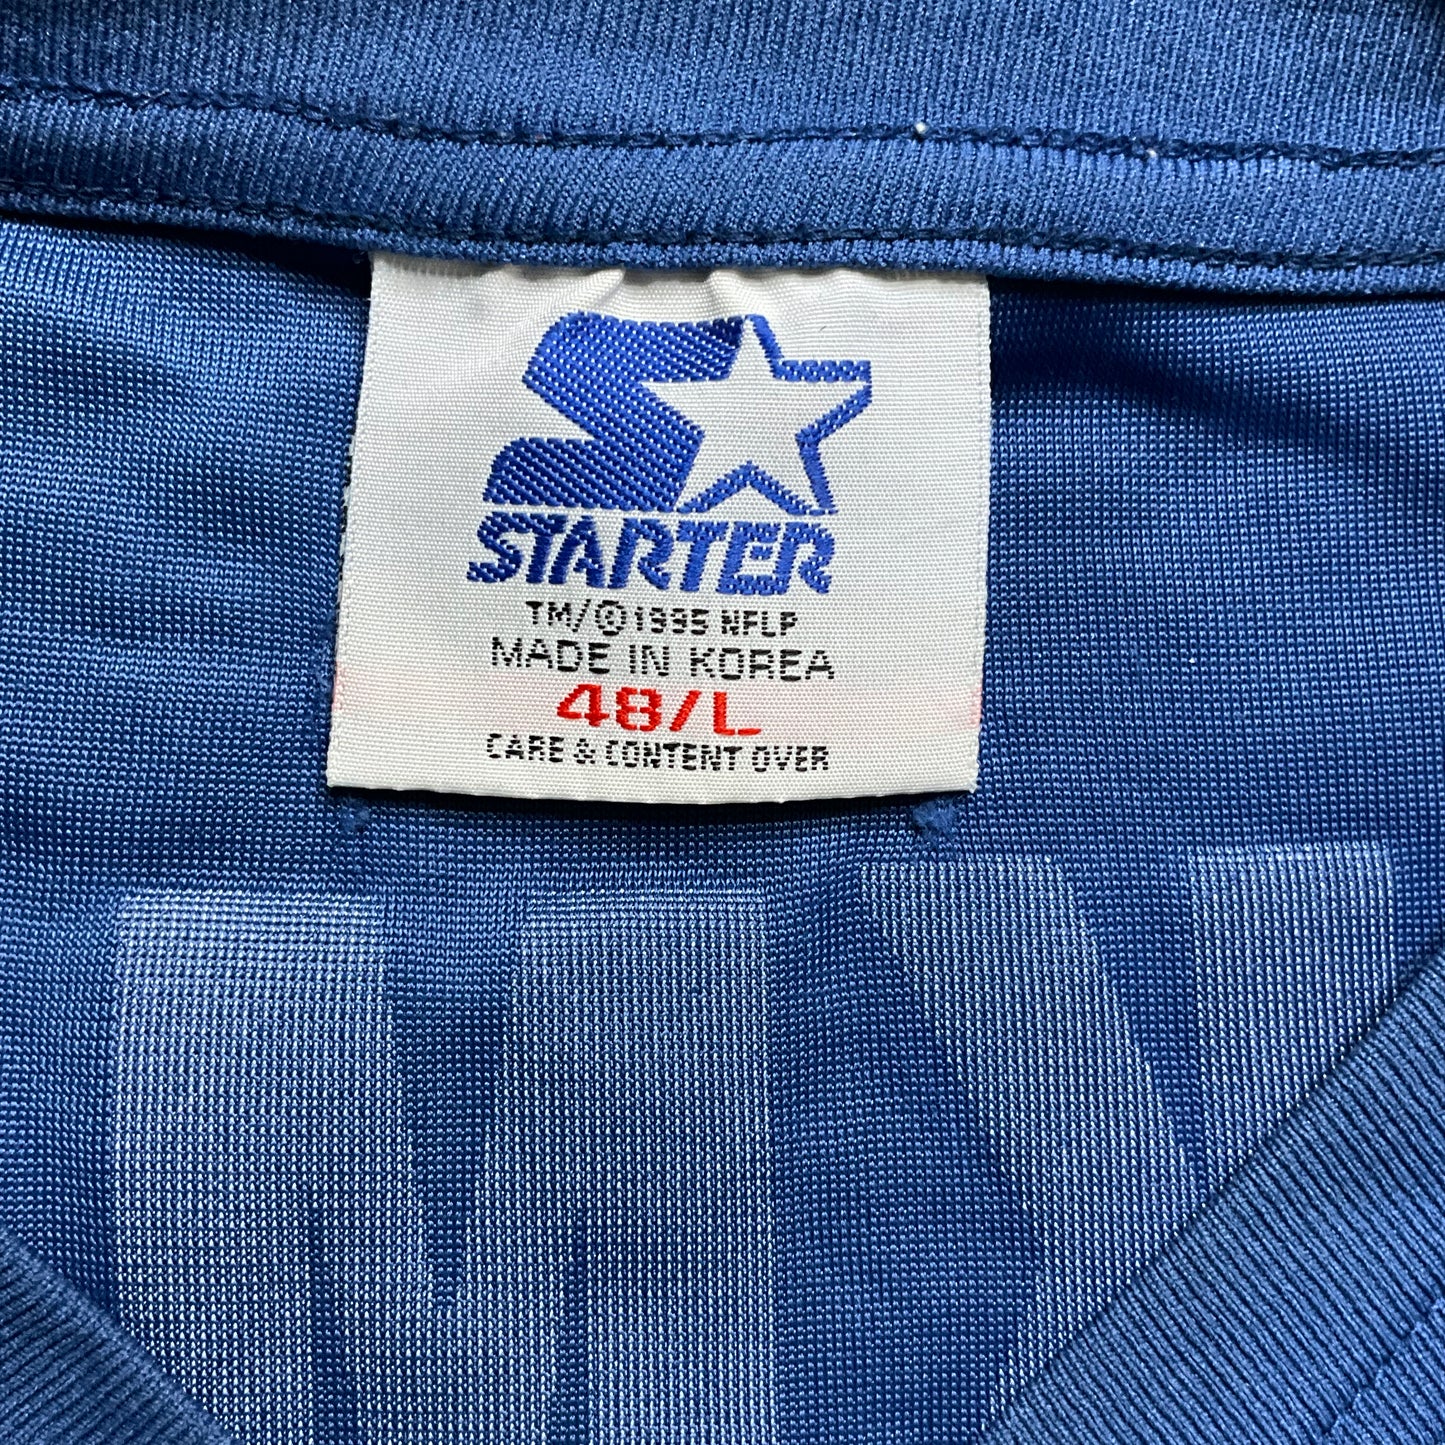 STARTER
TM/©1995 NFLP
MADE IN KOREA
48/L
CARE & CONTENT OVER